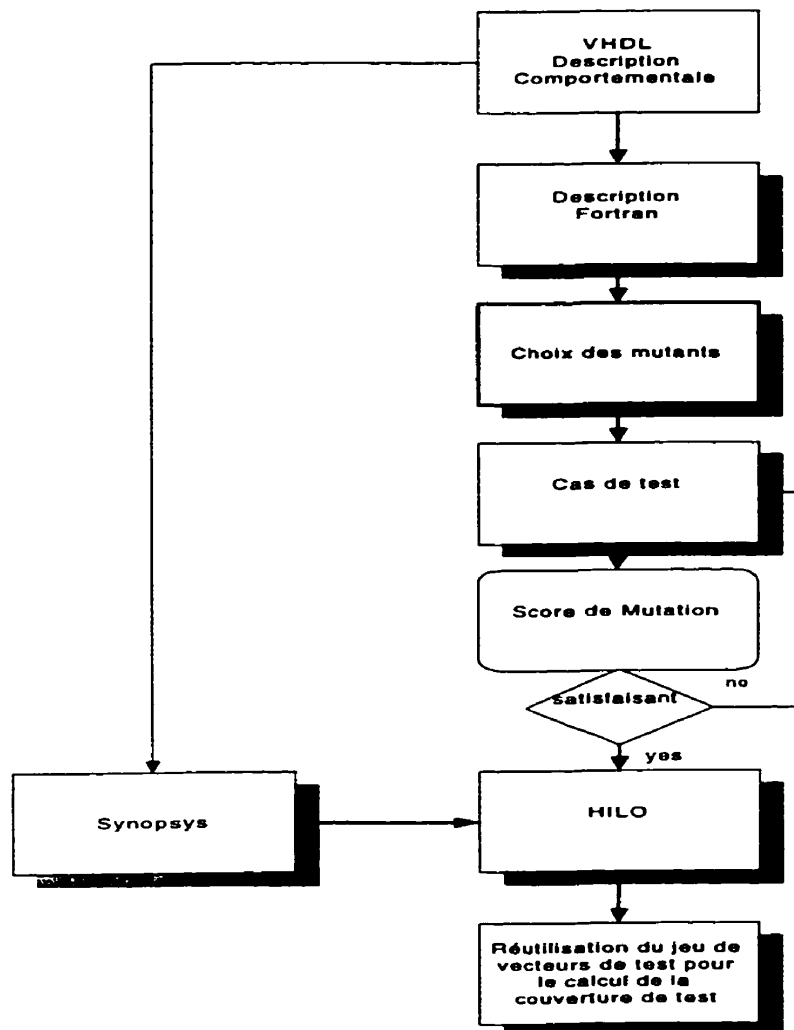 VHDL
Description
Comportementale
Description
Fortran
Choix des mutants
Cas de test
Score de Mutation
no
satisfaisant
yes
Synopsys
HILO
Réutilisation du jeu de
vecteurs de test pour
le calcul de la
couverture de test